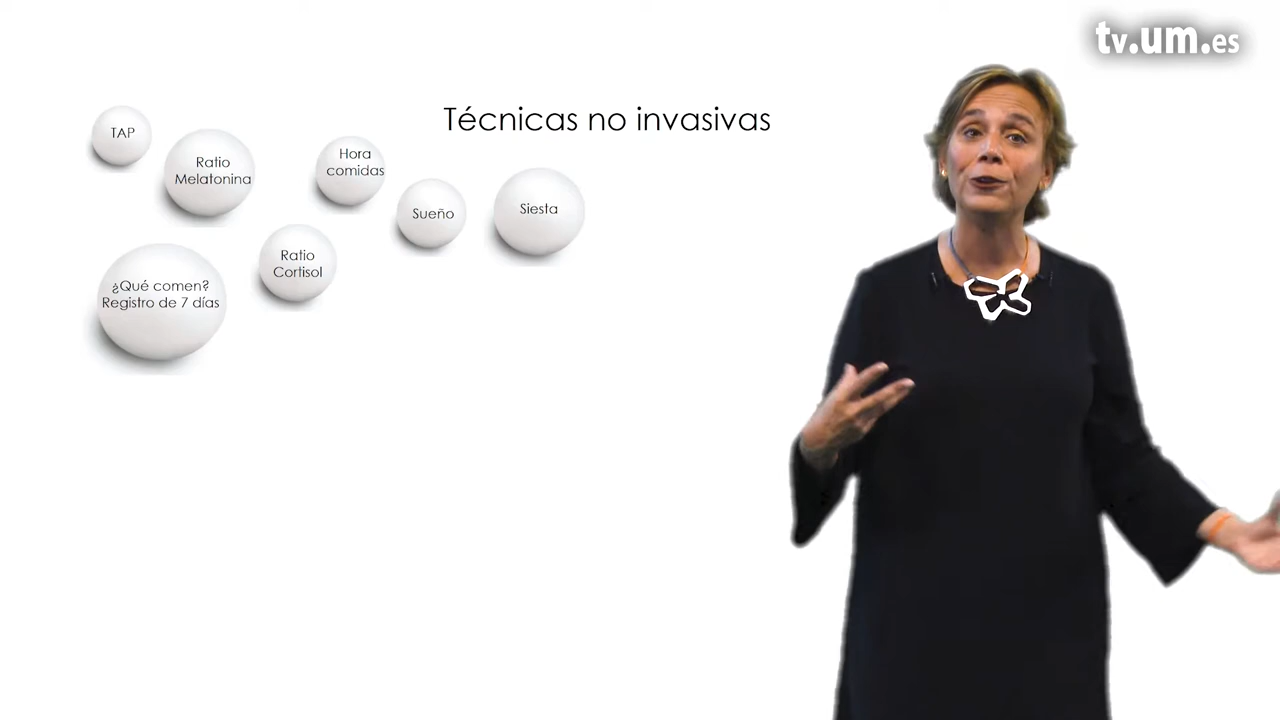 tv.um.es
Técnicas no invasivas
TAP
Ratio
Melatonina
Hora
comidas
Sueño
Siesta
Ratio
Cortisol
¿Qué comen?
Registro de 7 días